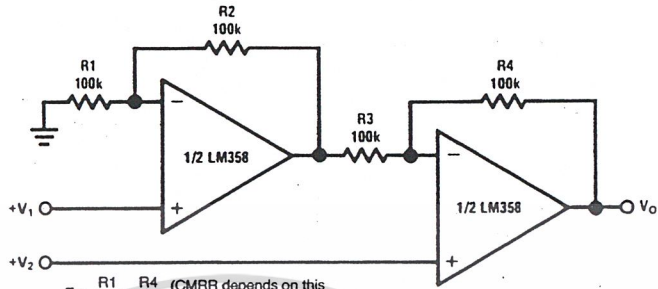 R2
100k
R1
100k
R4
100k
R3
100k
−
1/2 LM358
+
−
1/2 LM358
+
+V1
+V2
VO
R1 R4 (CMRR depends on this